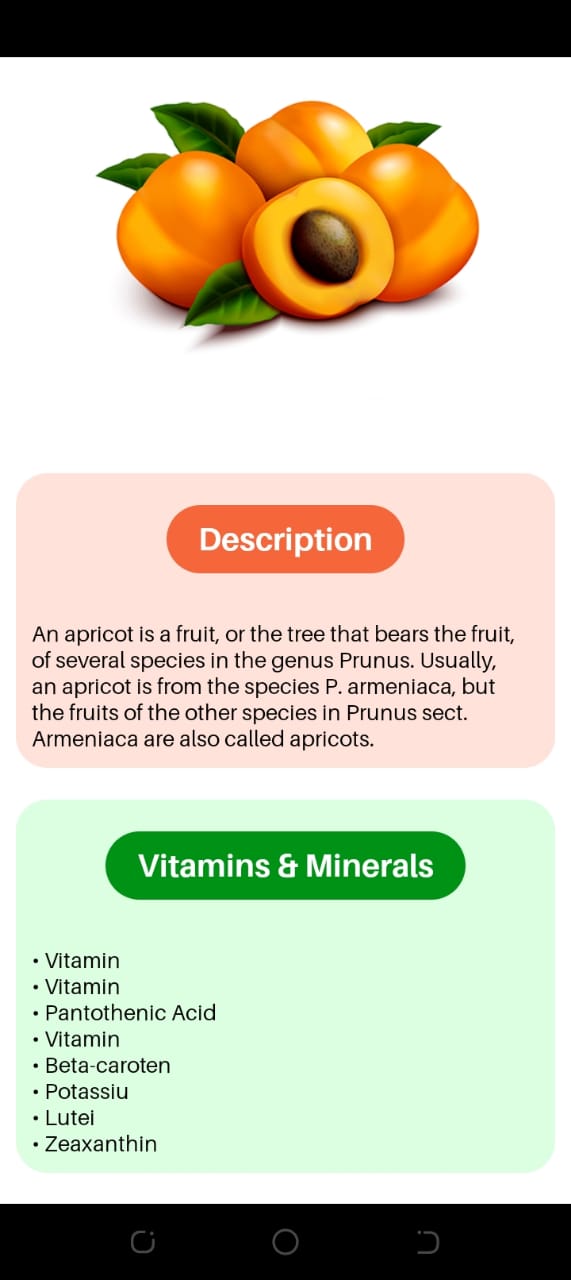 Description
An apricot is a fruit, or the tree that bears the fruit,
of several species in the genus Prunus. Usually,
an apricot is from the species P. armeniaca, but
the fruits of the other species in Prunus sect.
Armeniaca are also called apricots.
Vitamins & Minerals
• Vitamin
• Vitamin
• Pantothenic Acid
• Vitamin
• Beta-caroten
• Potassiu
• Lutei
• Zeaxanthin